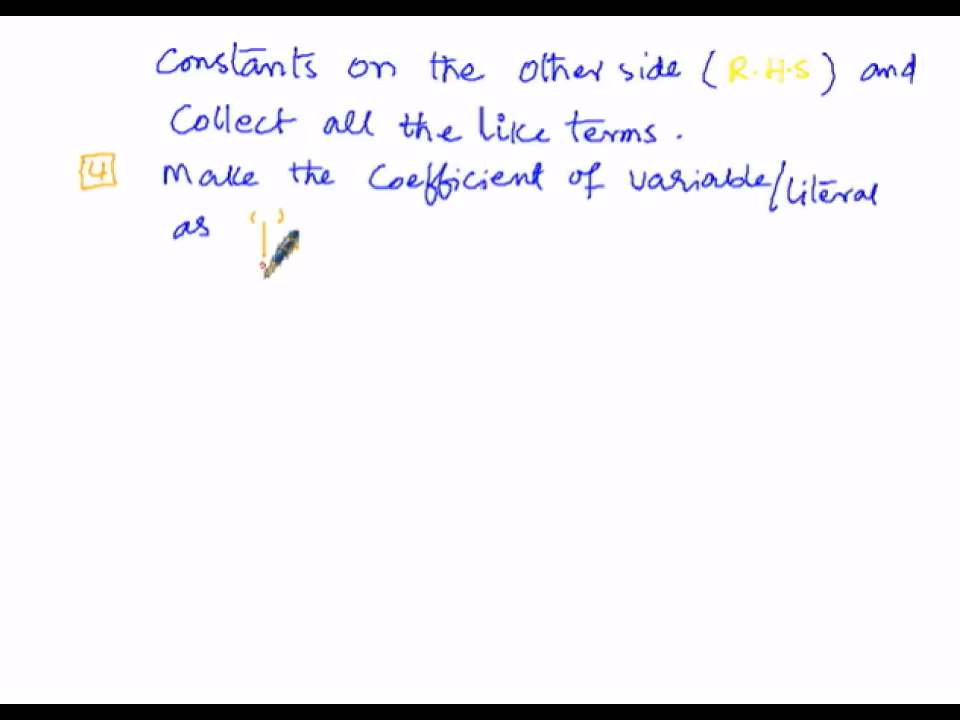 Constants on the other side (R.H.S) and
Collect all the like terms.
4 Make the Coefficient of variable/literal
as '1'